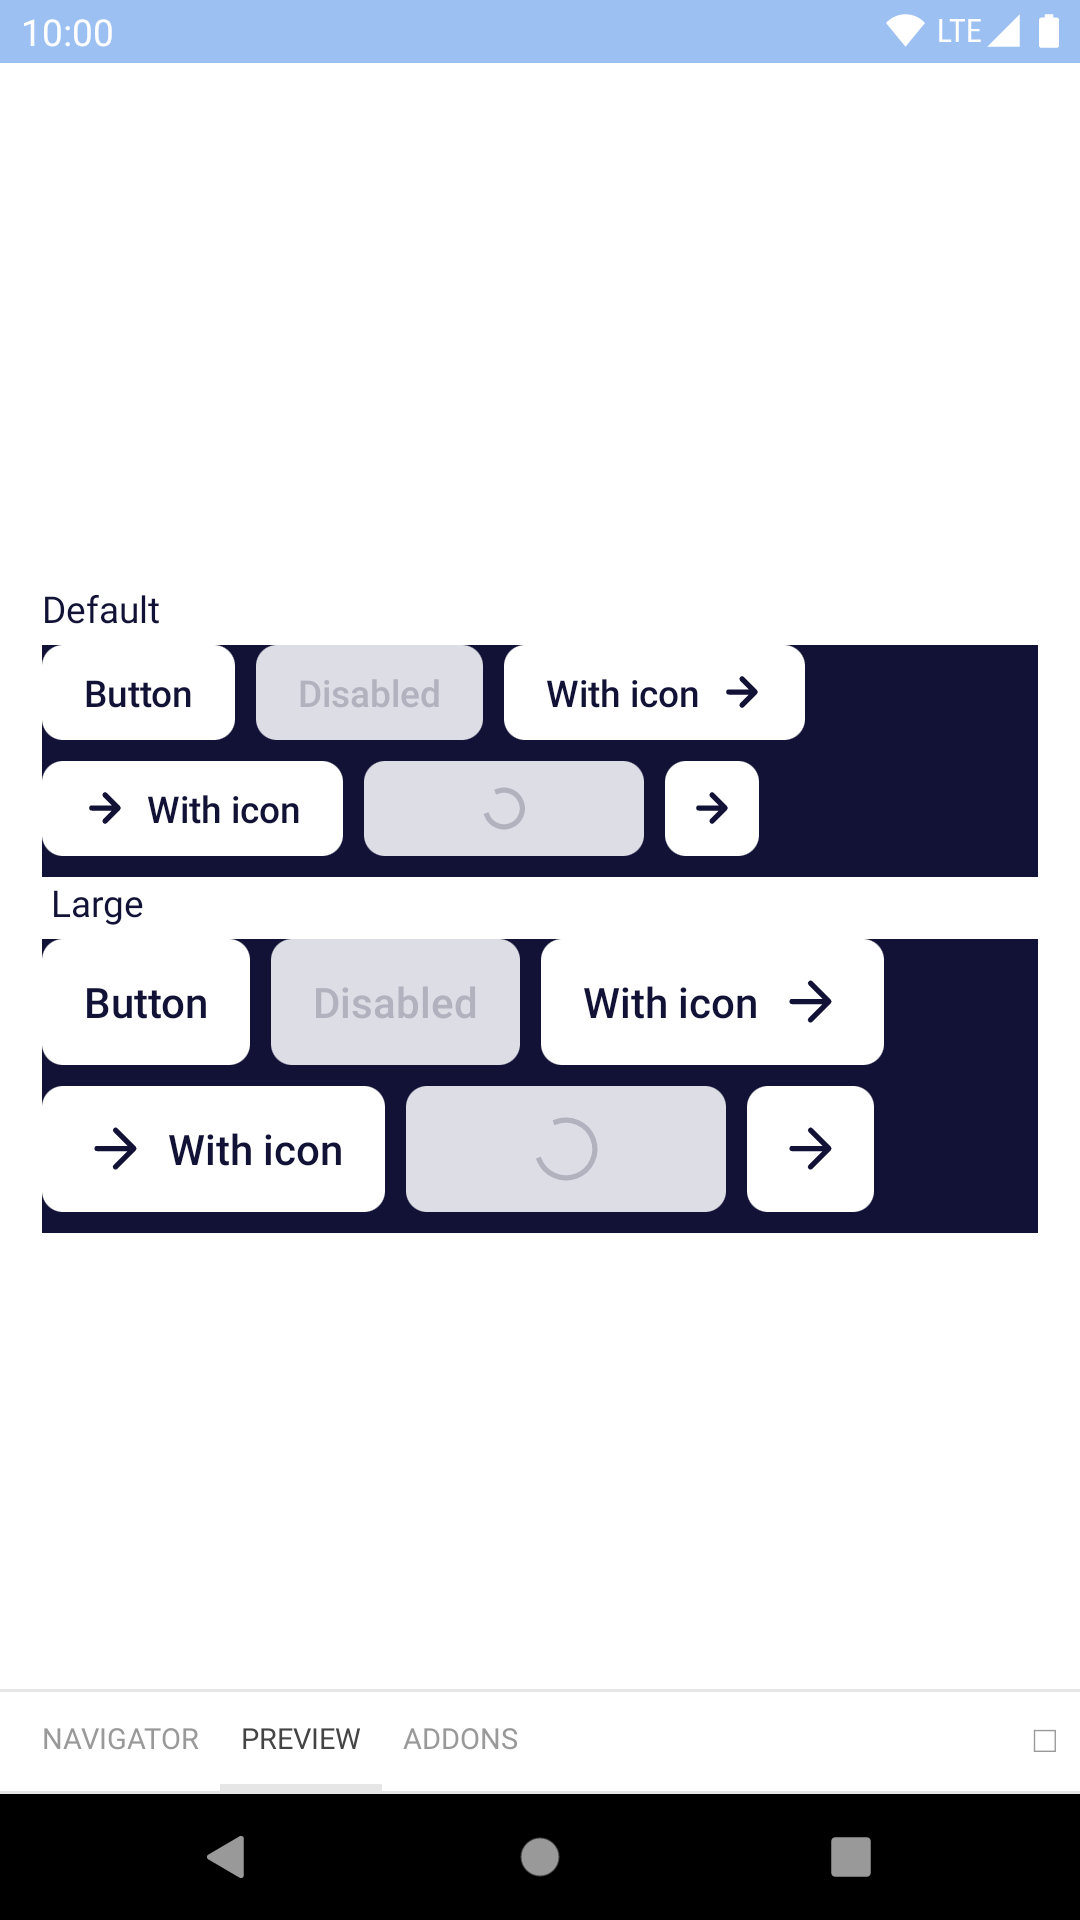 10:00 LTE
Default
Button Disabled With icon
With icon
Large
Button Disabled With icon
With icon
NAVIGATOR PREVIEW ADDONS